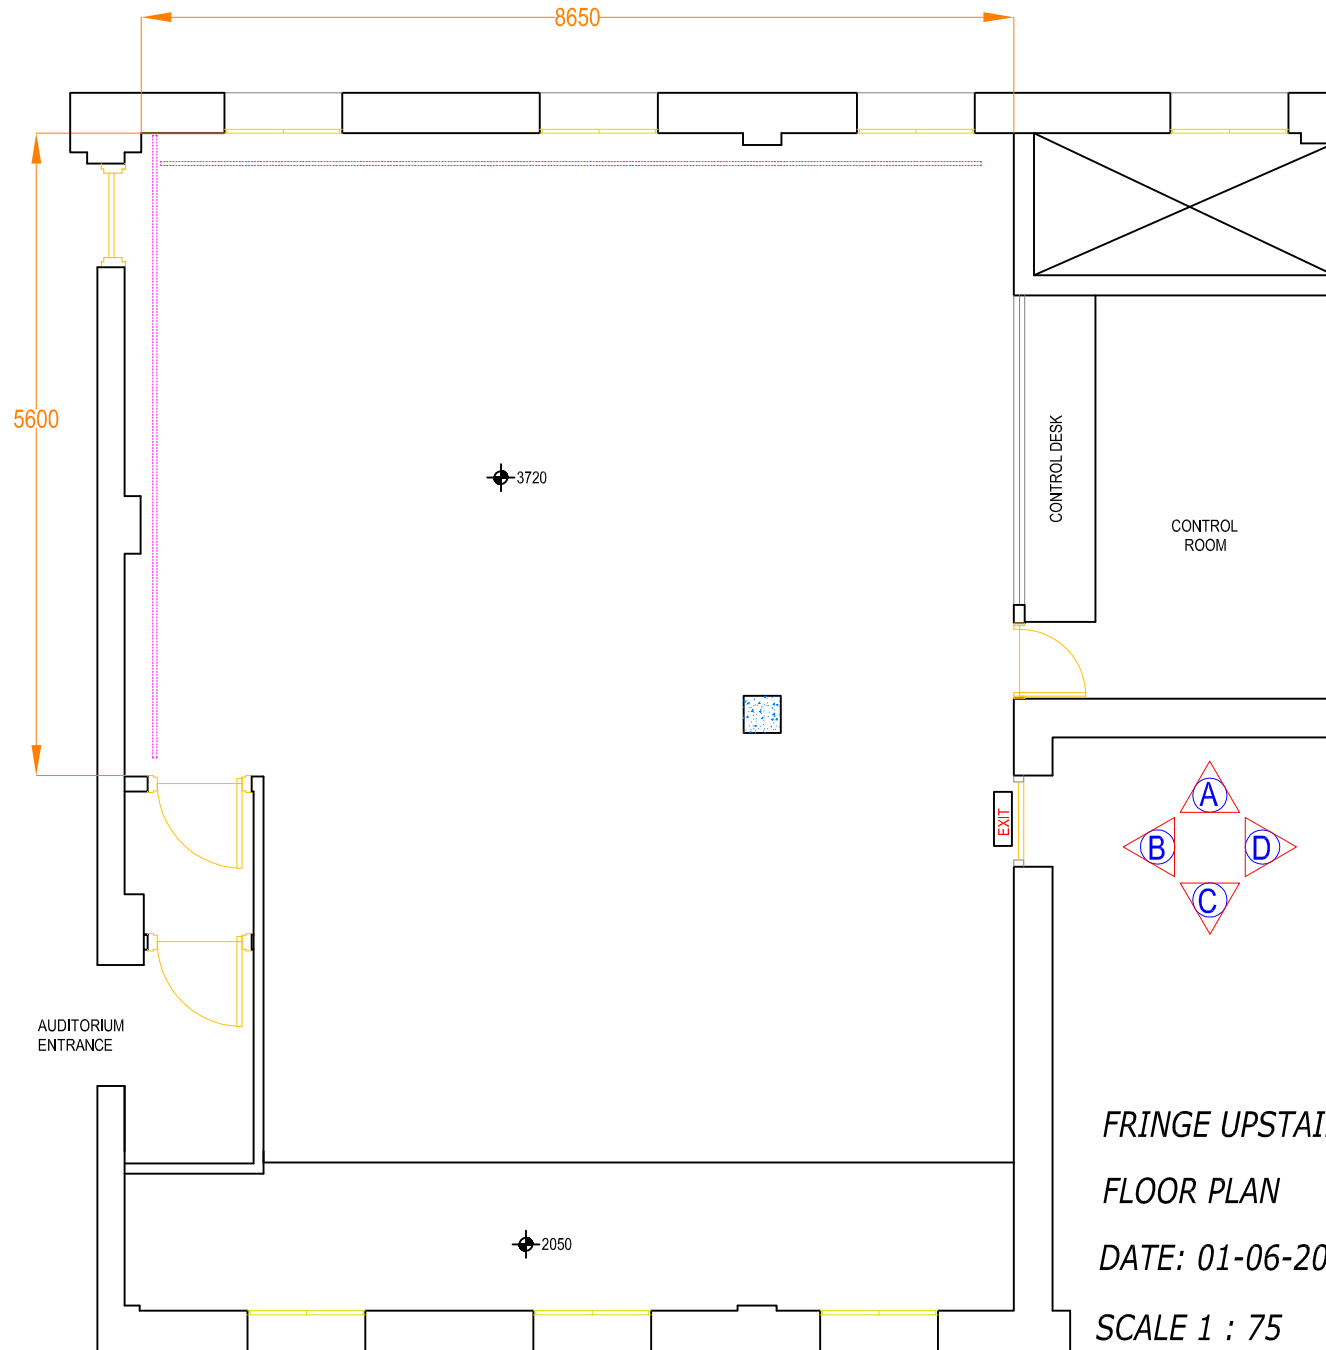 8650
5600
3720
CONTROL DESK
CONTROL
ROOM
EXIT
A
B
D
C
AUDITORIUM
ENTRANCE
FRINGE
FLOOR PLAN
DATE: 01-06-20
2050
SCALE 1 : 75